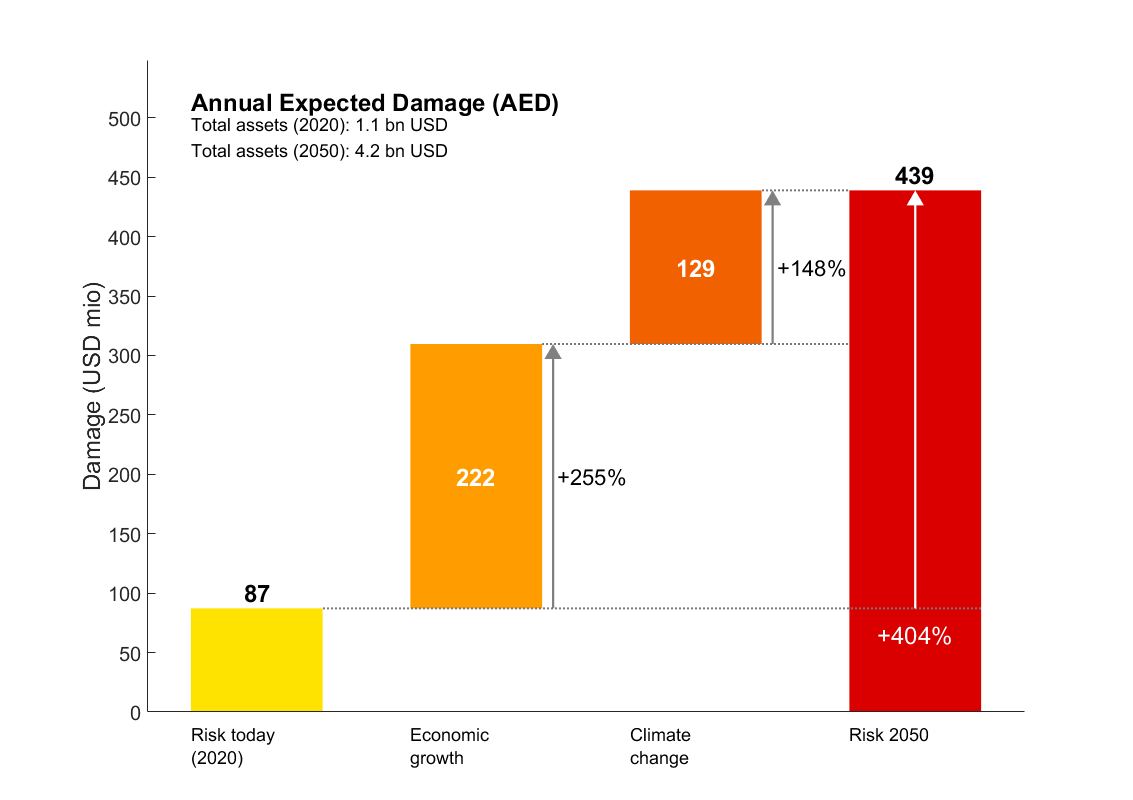 Annual Expected Damage (AED)
Total assets (2020): 1.1 bn USD
Total assets (2050): 4.2 bn USD
Damage (USD mio)
500
450
400
350
300
250
200
150
100
50
0
87
222
+255%
129
+148%
439
+404%
Risk today
(2020)
Economic
growth
Climate
change
Risk 2050